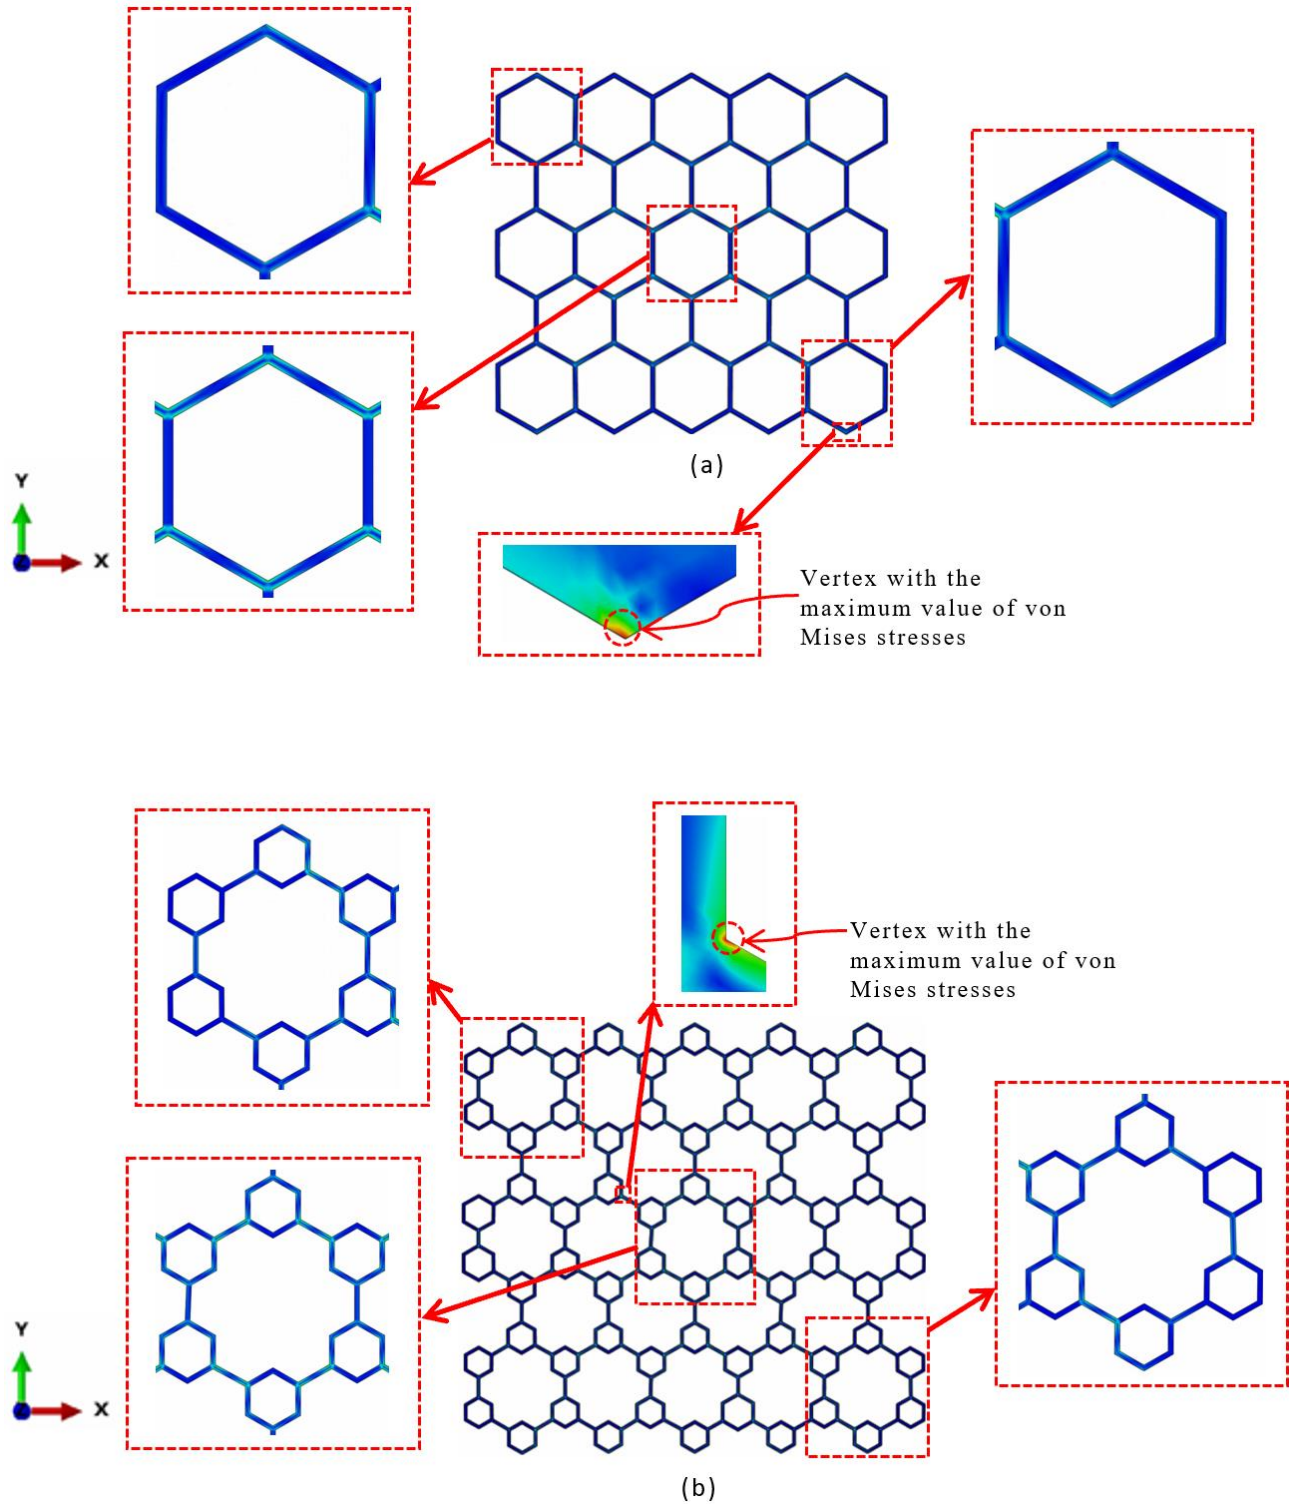 (a)
Y
Z
X
Vertex with the
maximum value of von
Mises stresses
Vertex with the
maximum value of von
Mises stresses
Y
Z
X
(b)